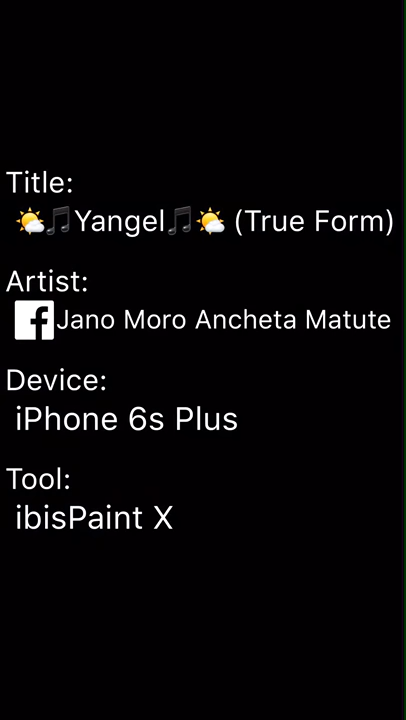 Title:
🌤️🎵Yangel🎵🌤️ (True Form)
Artist:
Jano Moro Ancheta Matute
Device:
iPhone 6s Plus
Tool:
ibisPaint X